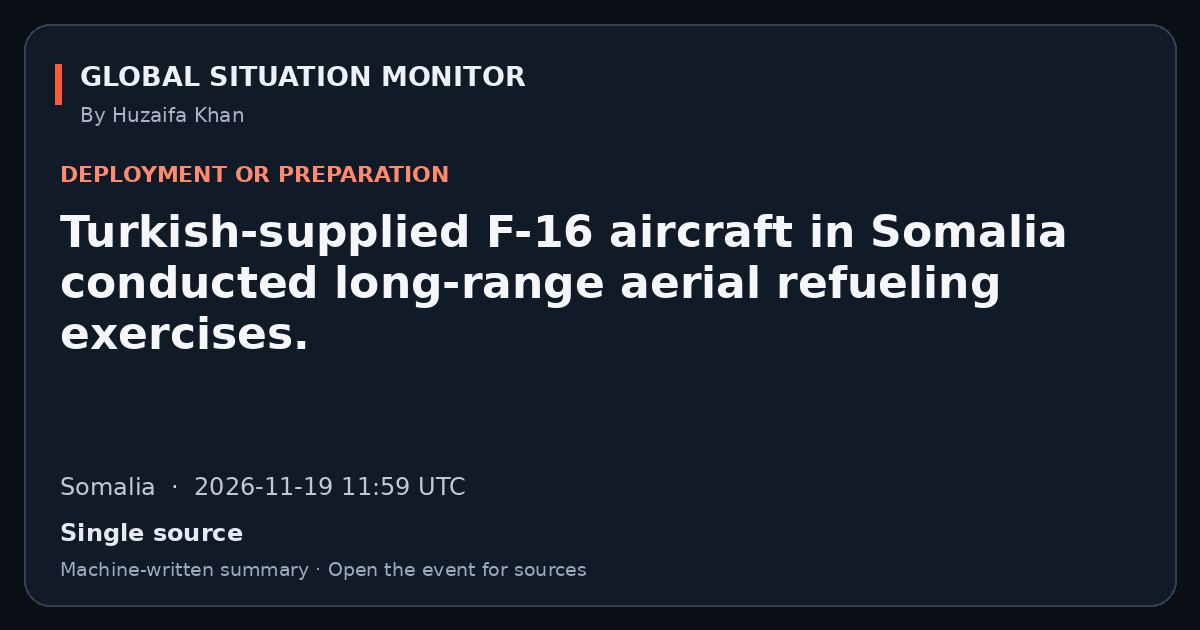 GLOBAL SITUATION MONITOR
By Huzaifa Khan
DEPLOYMENT OR PREPARATION
Turkish-supplied F-16 aircraft in Somalia
conducted long-range aerial refueling
exercises.
Somalia · 2026-11-19 11:59 UTC
Single source
Machine-written summary · Open the event for sources